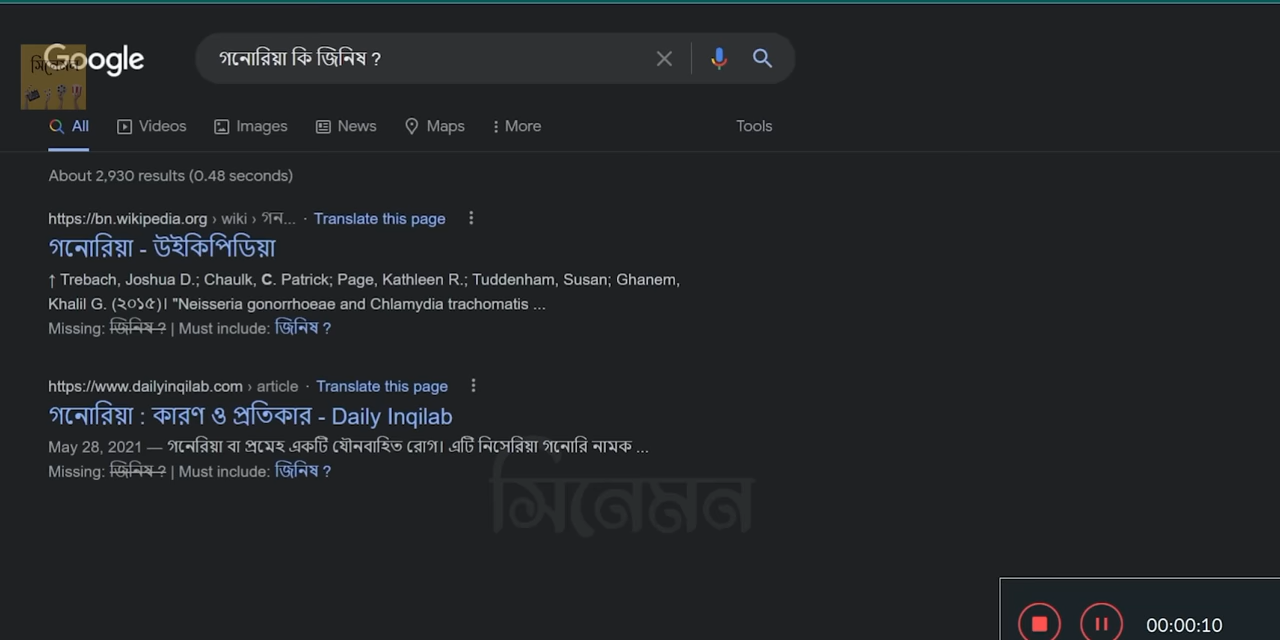 Google
সিনেমন
গনোরিয়া কি জিনিষ ?
All Videos Images News Maps More Tools
About 2,930 results (0.48 seconds)
https://bn.wikipedia.org › wiki › গন... · Translate this page
গনোরিয়া - উইকিপিডিয়া
↑ Trebach, Joshua D.; Chaulk, C. Patrick; Page, Kathleen R.; Tuddenham, Susan; Ghanem,
Khalil G. (২০১৫)। "Neisseria gonorrhoeae and Chlamydia trachomatis ...
Missing: জিনিষ ? | Must include: জিনিষ ?
https://www.dailyinqilab.com › article · Translate this page
গনোরিয়া : কারণ ও প্রতিকার - Daily Inqilab
May 28, 2021 — গনেরিয়া বা প্রমেহ একটি যৌনবাহিত রোগ। এটি নিসেরিয়া গনোরি নামক ...
Missing: জিনিষ ? | Must include: জিনিষ ?
সিনেমন
00:00:10